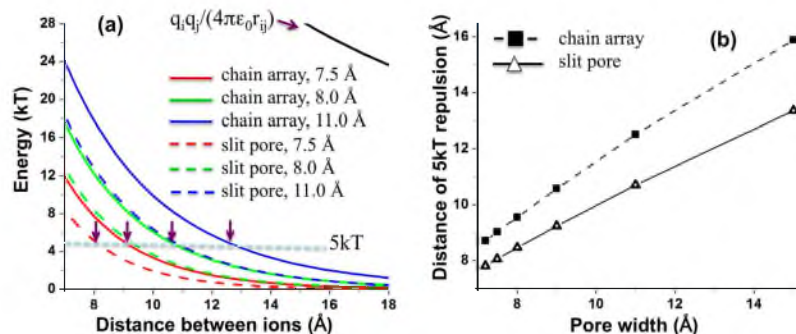 (a)
qᵢqⱼ/(4πε₀rᵢⱼ)
chain array, 7.5 Å
chain array, 8.0 Å
chain array, 11.0 Å
slit pore, 7.5 Å
slit pore, 8.0 Å
slit pore, 11.0 Å
5kT
Energy (kT)
28
24
20
16
12
8
4
0
8 10 12 14 16 18
Distance between ions (Å)
(b)
chain array
slit pore
Distance of 5kT repulsion (Å)
16
14
12
10
8
8 10 12 14
Pore width (Å)